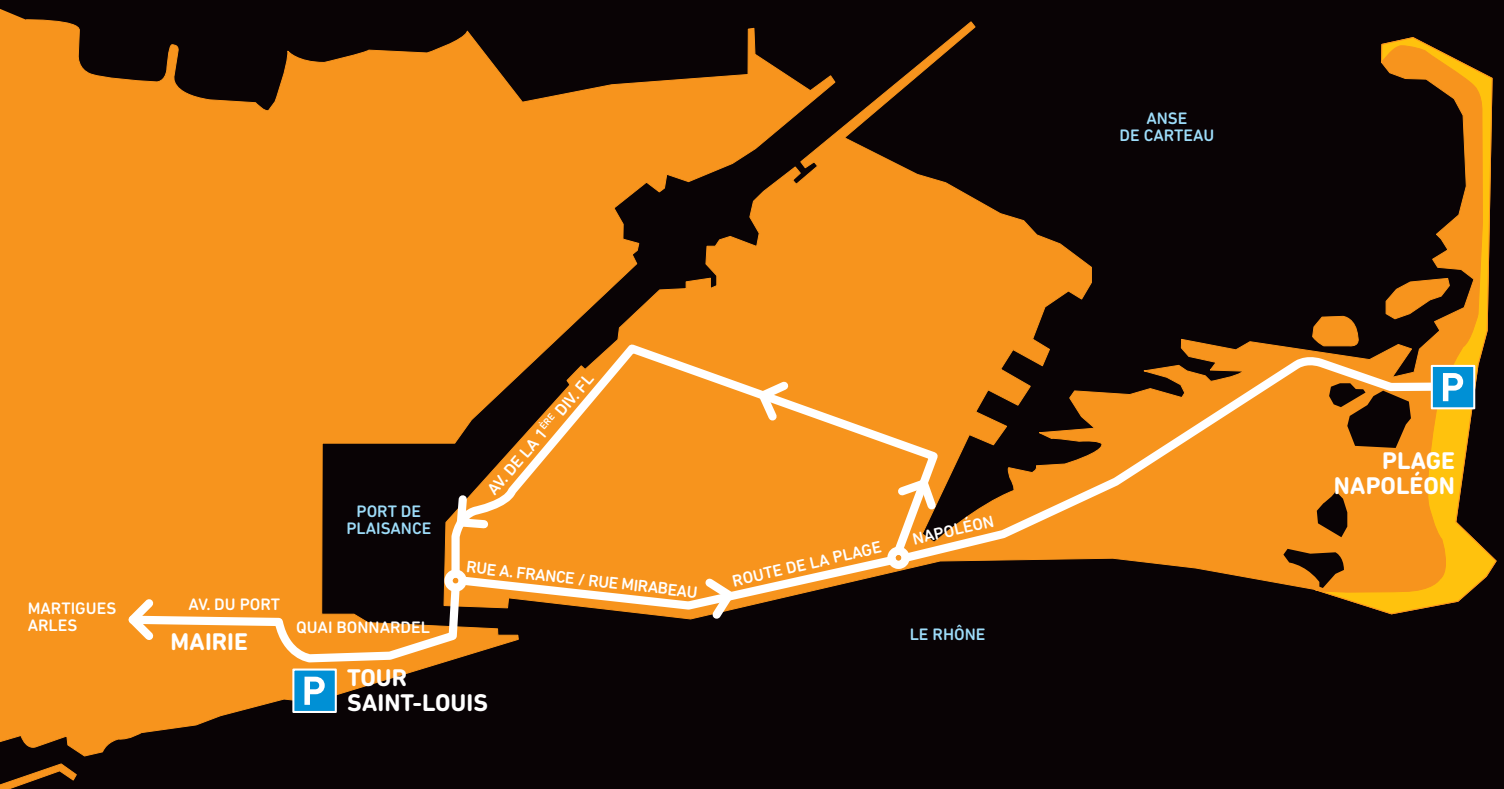 ANSE
DE CARTEAU
AV. DE LA 1ÈRE DIV. FL
P
PLAGE
NAPOLÉON
PORT DE
PLAISANCE
NAPOLÉON
ROUTE DE LA PLAGE
RUE A. FRANCE / RUE MIRABEAU
MARTIGUES
ARLES
AV. DU PORT
QUAI BONNARDEL
MAIRIE
LE RHÔNE
P
TOUR
SAINT-LOUIS